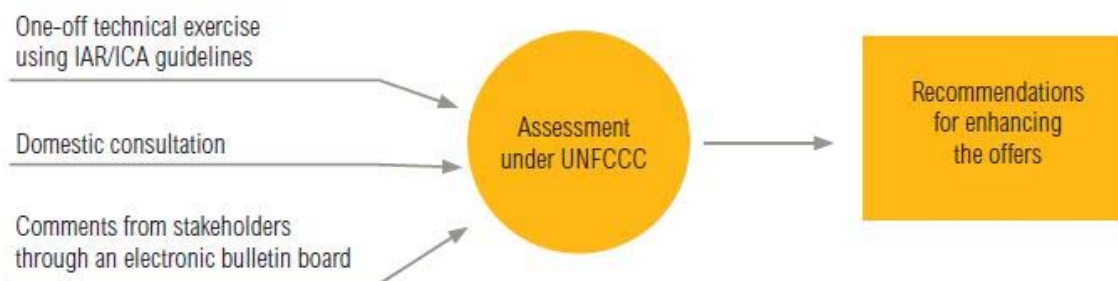 One-off technical exercise
using IAR/ICA guidelines
Domestic consultation
Comments from stakeholders
through an electronic bulletin board
Assessment
under UNFCCC
Recommendations
for enhancing
the offers